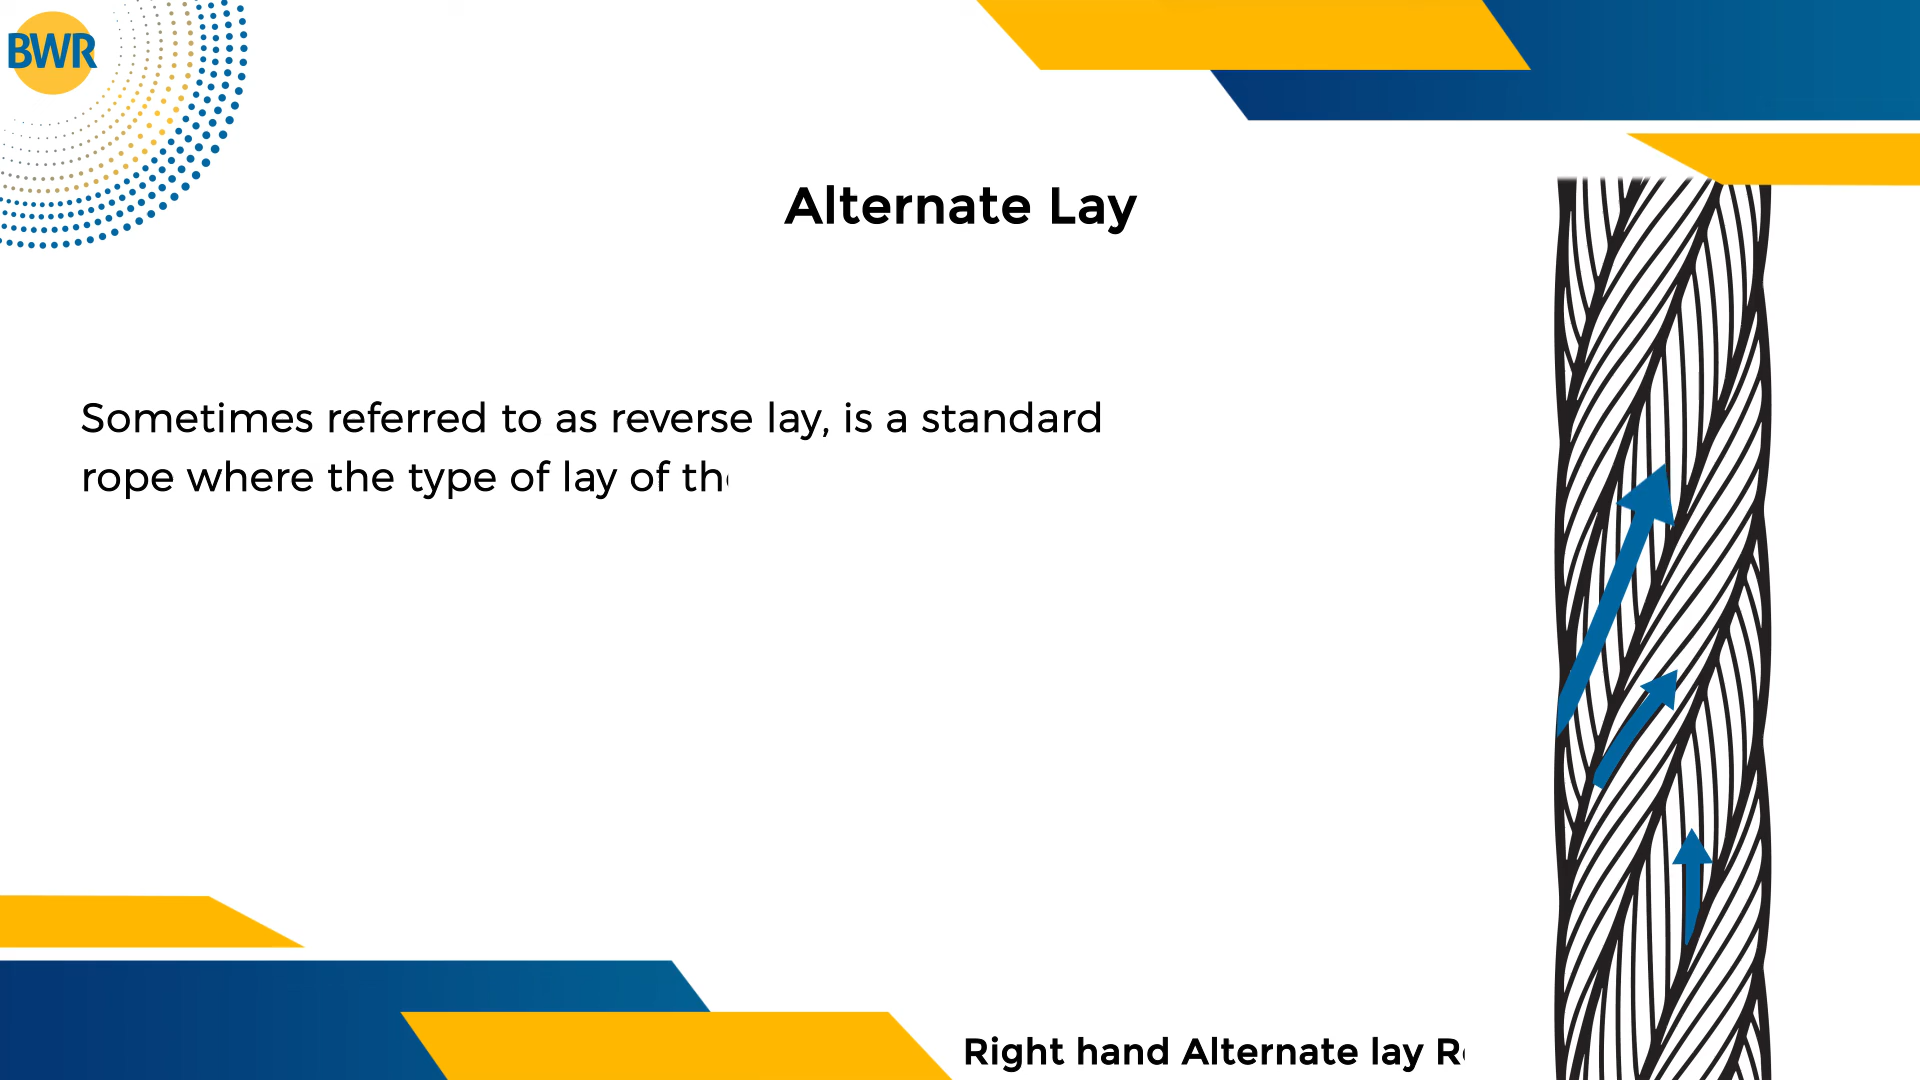 BWR
Alternate Lay
Sometimes referred to as reverse lay, is a standard
rope where the type of lay of
Right hand Alternate lay